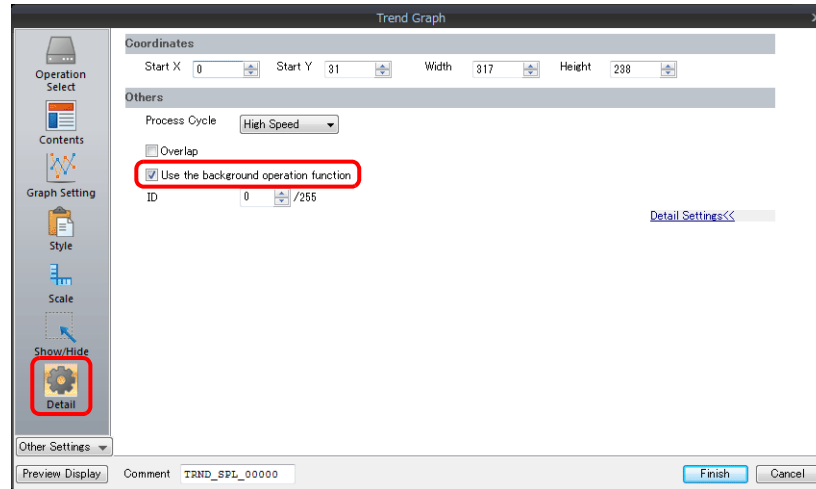 Trend Graph
Operation
Select
Contents
Graph Setting
Style
Scale
Show/Hide
Detail
Other Settings
Coordinates
Start X 0 Start Y 31 Width 317 Height 238
Others
Process Cycle High Speed
Overlap
Use the background operation function
ID 0 /255
Detail Settings<<
Preview Display Comment TRND_SPL_00000 Finish Cancel